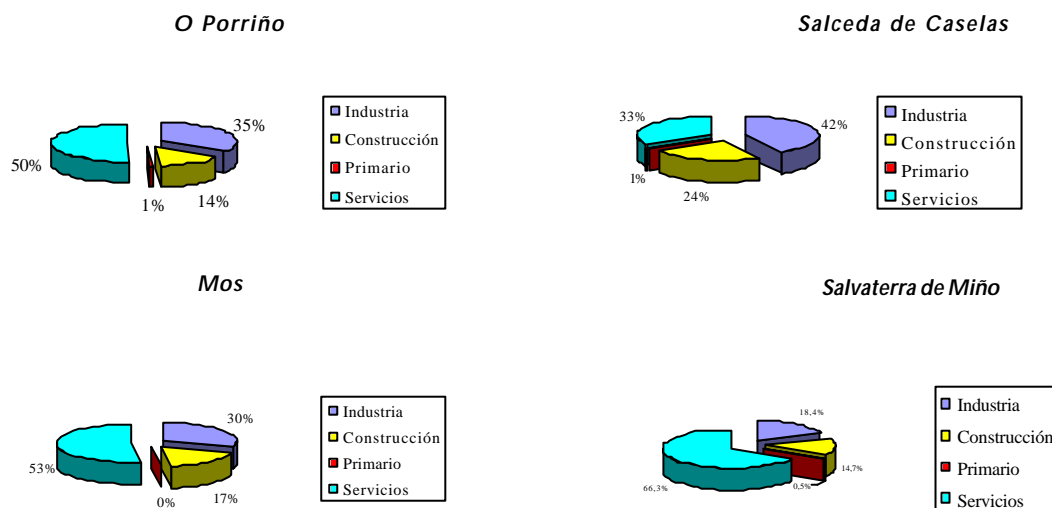 O Porriño
35%
50%
14%
1%
Industria
Construcción
Primario
Servicios
Salceda de Caselas
33%
42%
1%
24%
Industria
Construcción
Primario
Servicios
Mos
30%
53%
17%
0%
Industria
Construcción
Primario
Servicios
Salvaterra de Miño
18,4%
14,7%
0,5%
66,3%
Industria
Construcción
Primario
Servicios